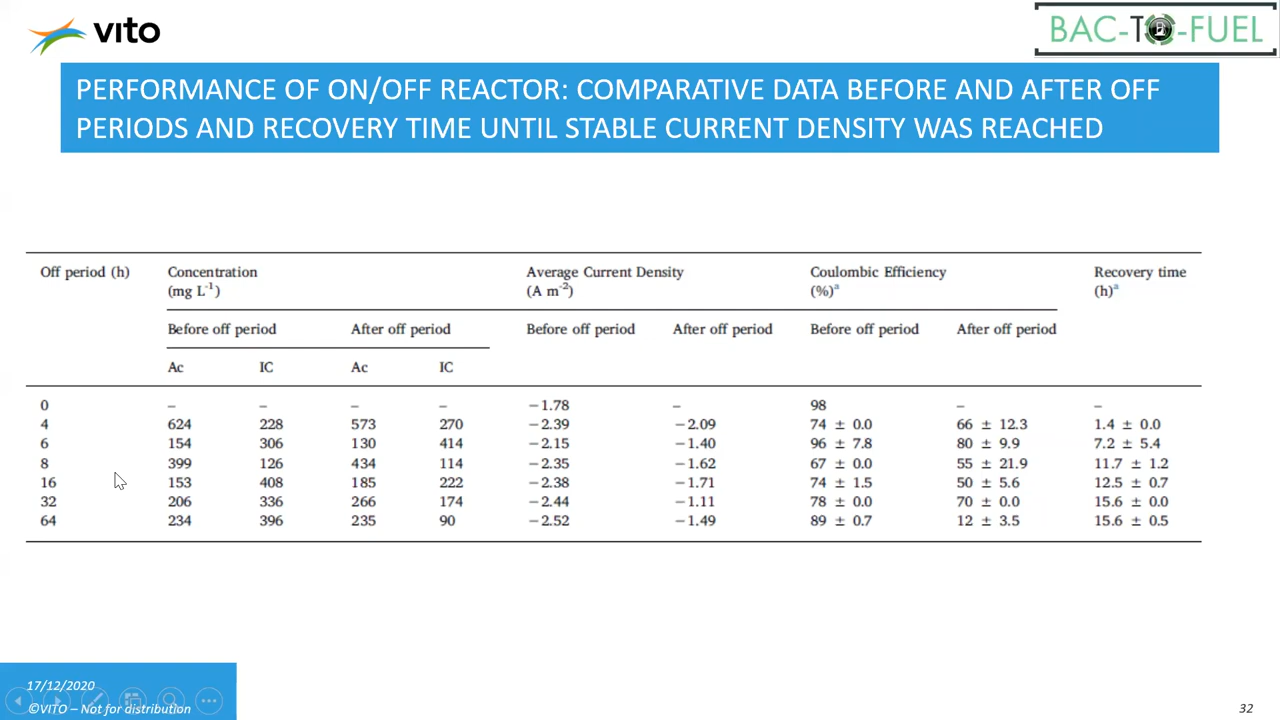 vito
BAC-TO-FUEL
PERFORMANCE OF ON/OFF REACTOR: COMPARATIVE DATA BEFORE AND AFTER OFF
PERIODS AND RECOVERY TIME UNTIL STABLE CURRENT DENSITY WAS REACHED
Off period (h) Concentration Average Current Density Coulombic Efficiency Recovery time
(mg L⁻¹) (A m⁻²) (%)ᵃ (h)ᵃ
Before off period After off period Before off period After off period Before off period After off period
Ac IC Ac IC
0 – – – – −1.78 – 98 – –
4 624 228 573 270 −2.39 −2.09 74 ± 0.0 66 ± 12.3 1.4 ± 0.0
6 154 306 130 414 −2.15 −1.40 96 ± 7.8 80 ± 9.9 7.2 ± 5.4
8 399 126 434 114 −2.35 −1.62 67 ± 0.0 55 ± 21.9 11.7 ± 1.2
16 153 408 185 222 −2.38 −1.71 74 ± 1.5 50 ± 5.6 12.5 ± 0.7
32 206 336 266 174 −2.44 −1.11 78 ± 0.0 70 ± 0.0 15.6 ± 0.0
64 234 396 235 90 −2.52 −1.49 89 ± 0.7 12 ± 3.5 15.6 ± 0.5
17/12/2020
©VITO – Not for distribution
32